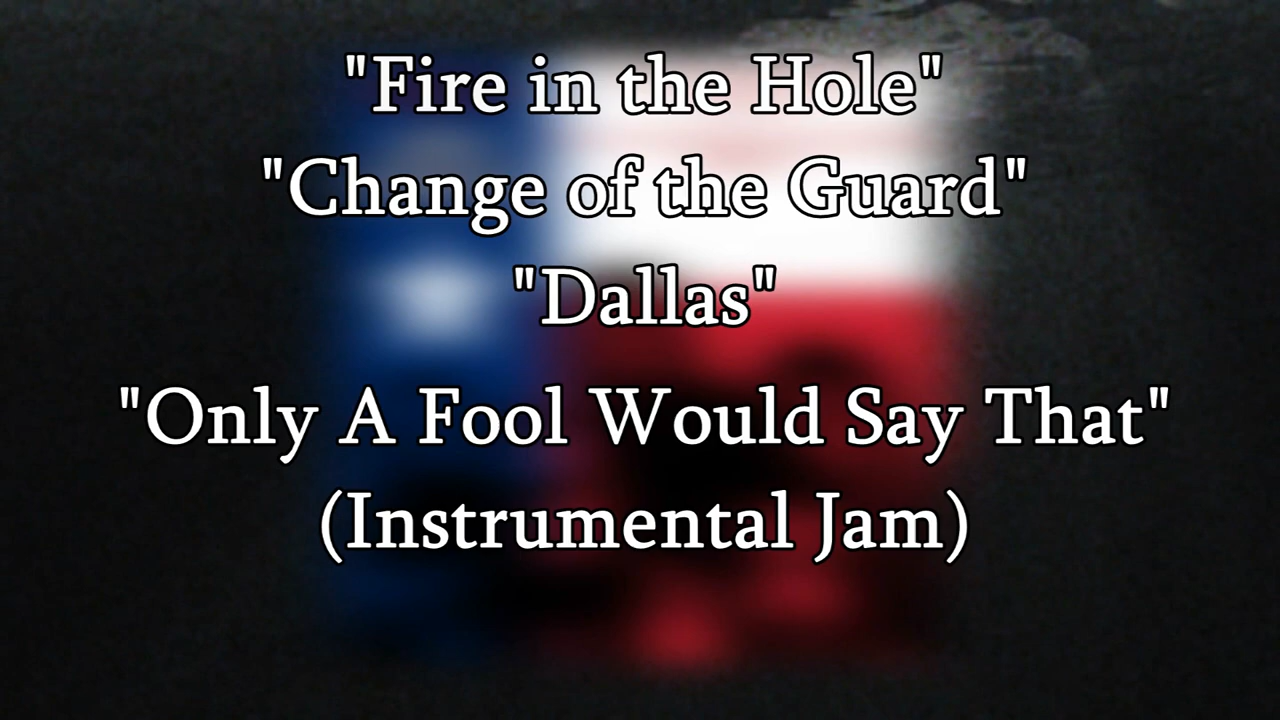 "Fire in the Hole"
"Change of the Guard"
"Dallas"
"Only A Fool Would Say That"
(Instrumental Jam)